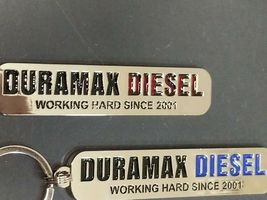 DURAMAX DIESEL
WORKING HARD SINCE 2001
DURAMAX DIESEL
WORKING HARD SINCE 2001